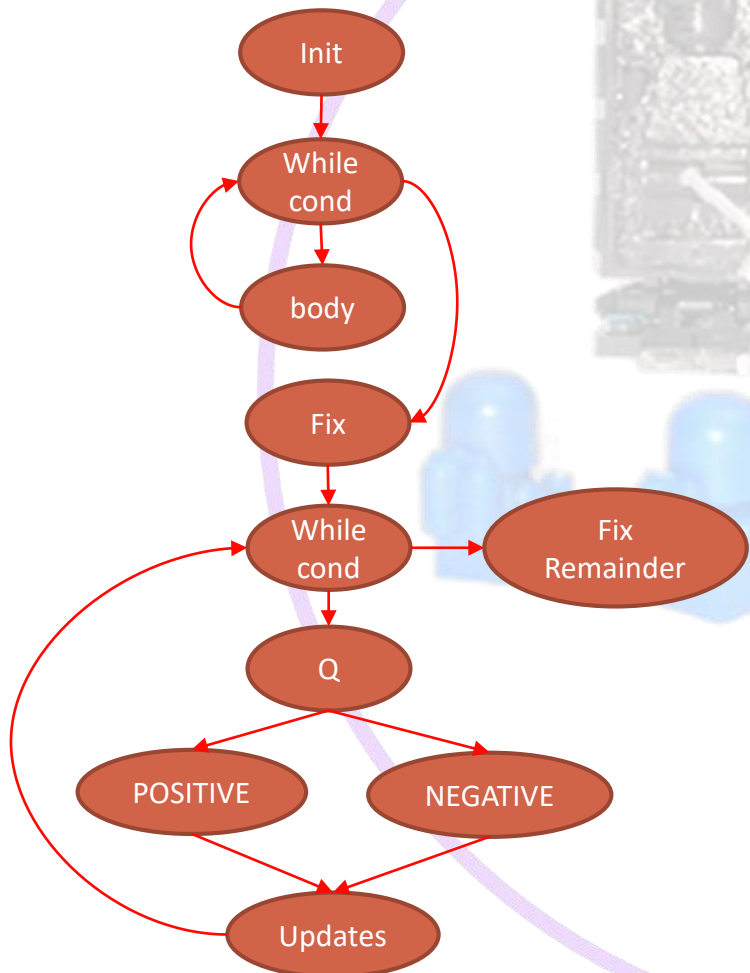 Init
While
cond
body
Fix
While
cond
Fix
Remainder
Q
POSITIVE
NEGATIVE
Updates